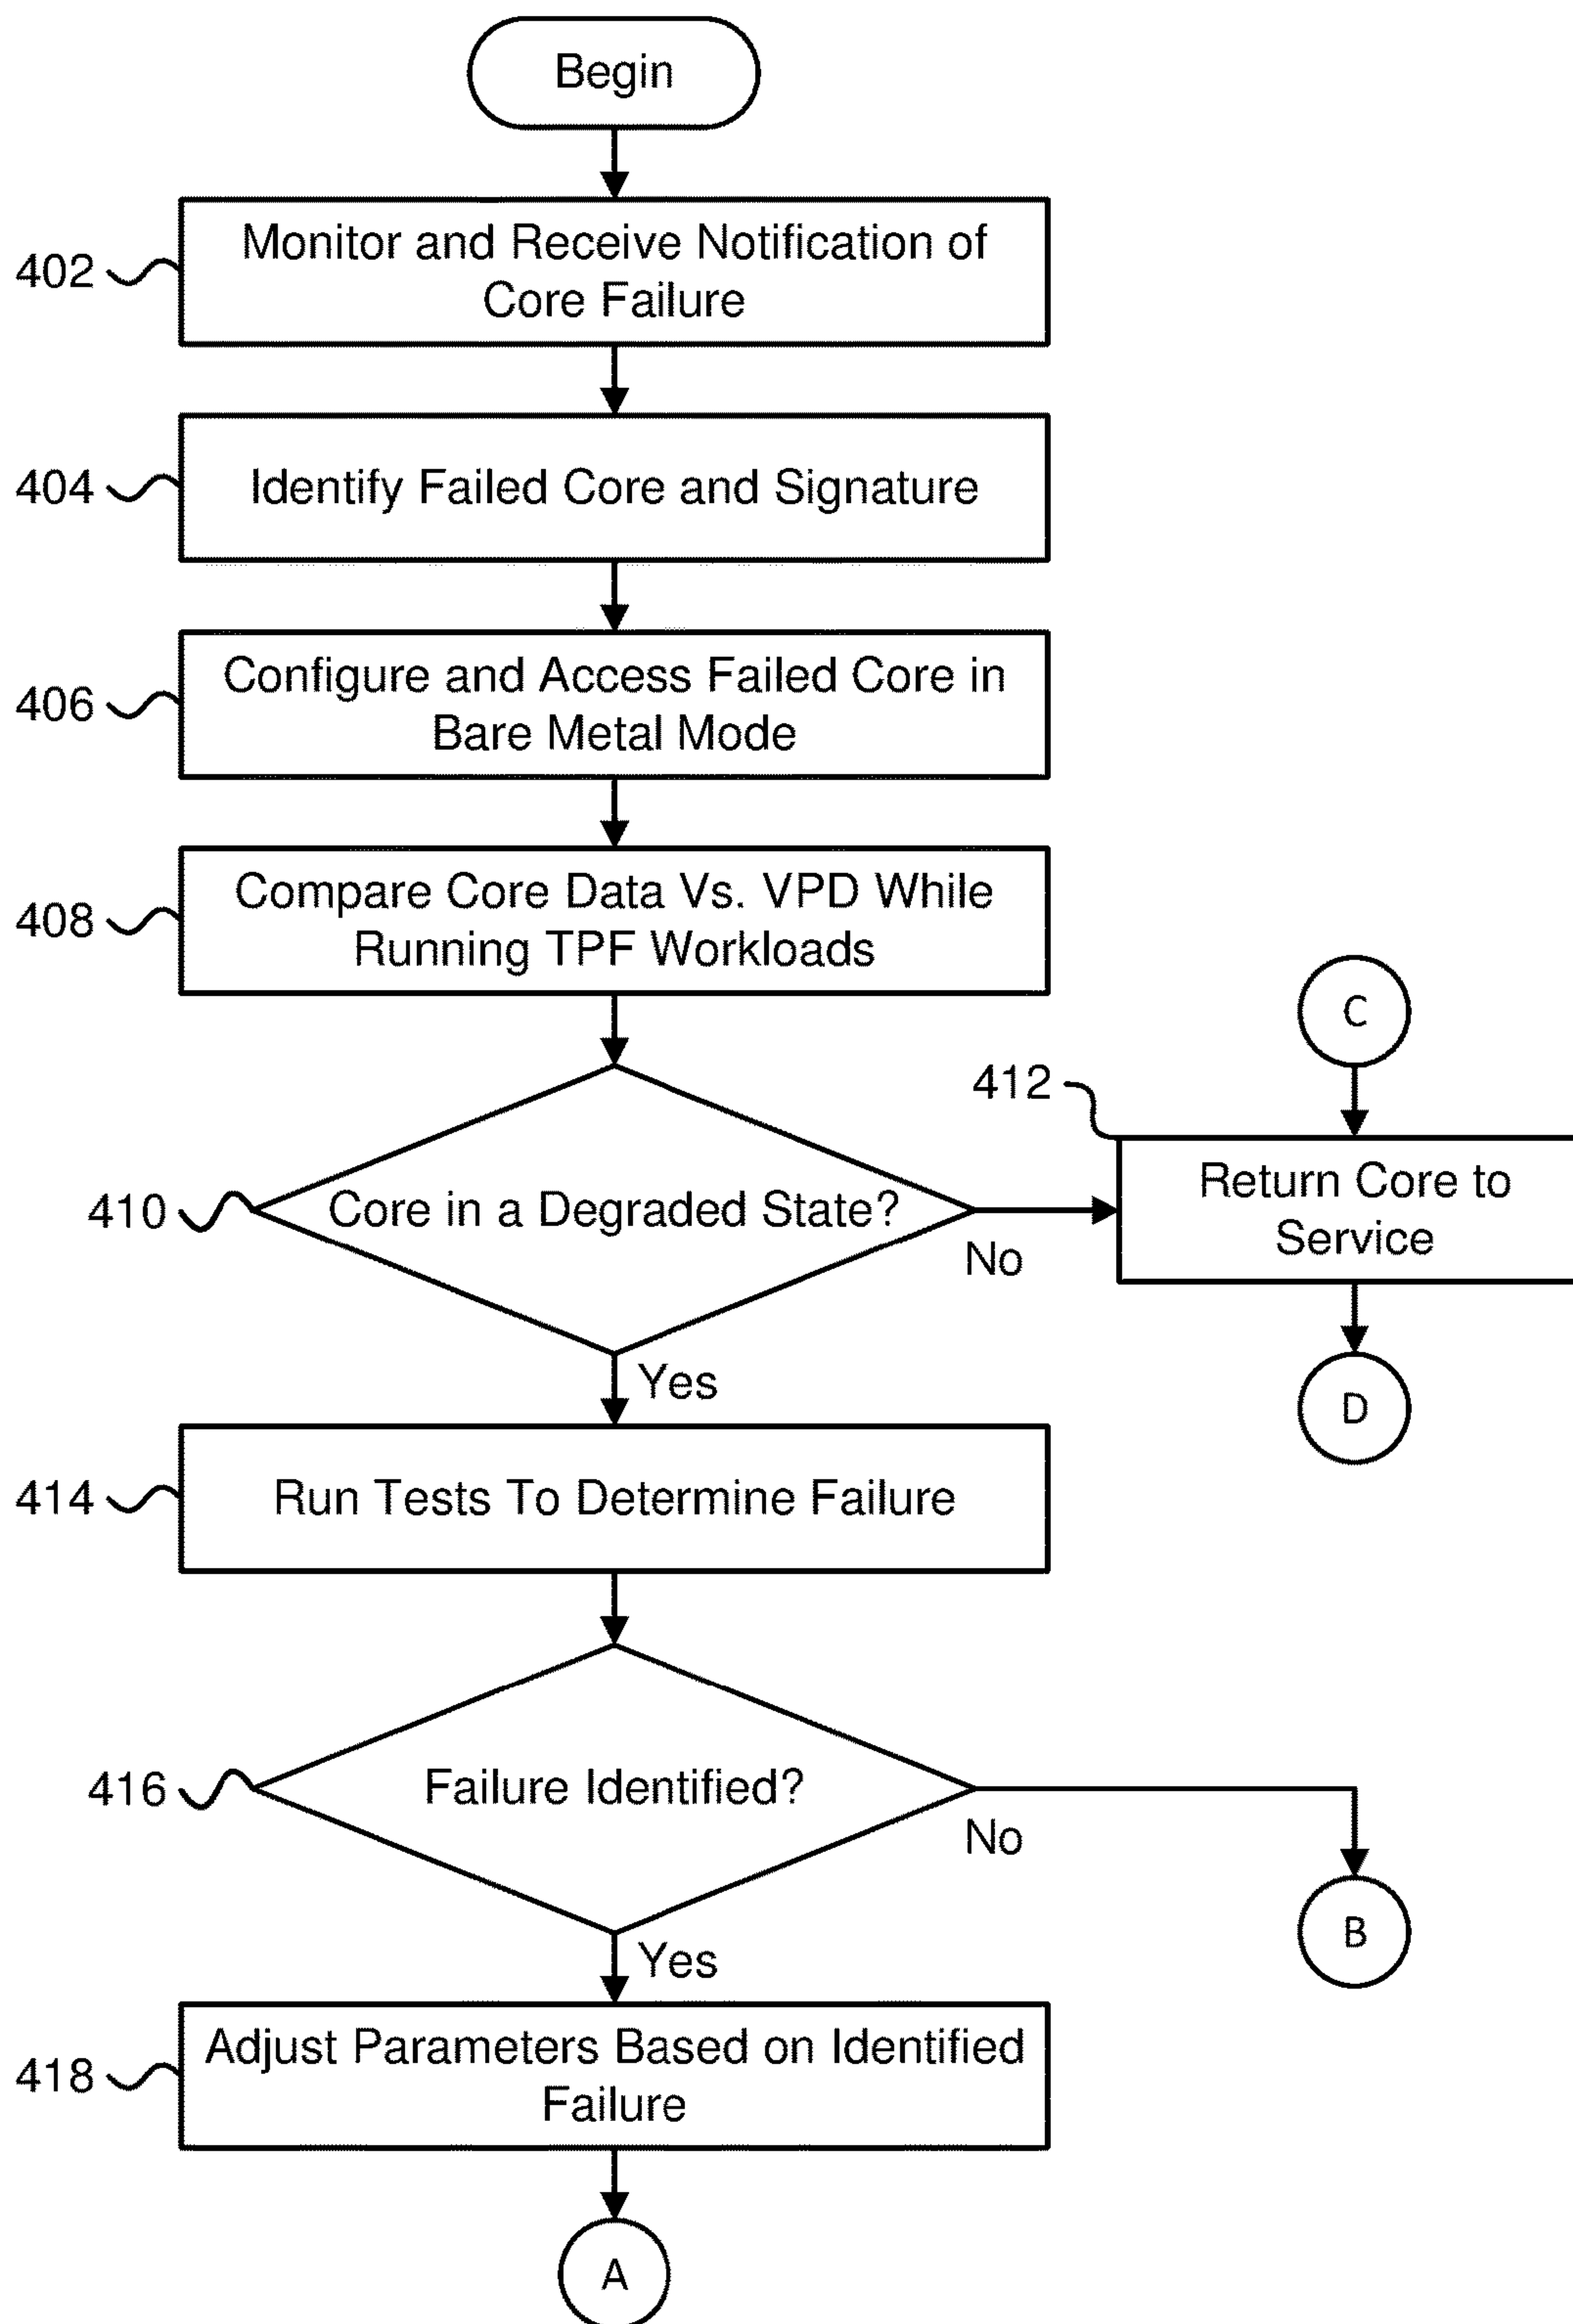 Begin
402
Monitor and Receive Notification of
Core Failure
404
Identify Failed Core and Signature
406
Configure and Access Failed Core in
Bare Metal Mode
408
Compare Core Data Vs. VPD While
Running TPF Workloads
C
412
Return Core to
Service
410
Core in a Degraded State?
No
Yes
D
414
Run Tests To Determine Failure
416
Failure Identified?
No
B
Yes
418
Adjust Parameters Based on Identified
Failure
A